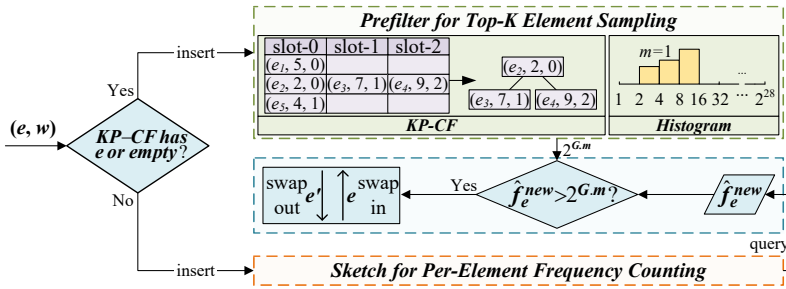 Prefilter for Top-K Element Sampling
insert
slot-0 slot-1 slot-2
(e1, 5, 0)
(e2, 2, 0) (e3, 7, 1) (e4, 9, 2)
(e5, 4, 1)
(e2, 2, 0)
(e3, 7, 1) (e4, 9, 2)
KP-CF
m=1
...
1 2 4 8 16 32 ... 2^28
Histogram
Yes
(e, w)
KP–CF has
e or empty?
No
2^G.m
swap out e' e swap in
Yes
f̂_e^new>2^G.m?
f̂_e^new
query
insert
Sketch for Per-Element Frequency Counting